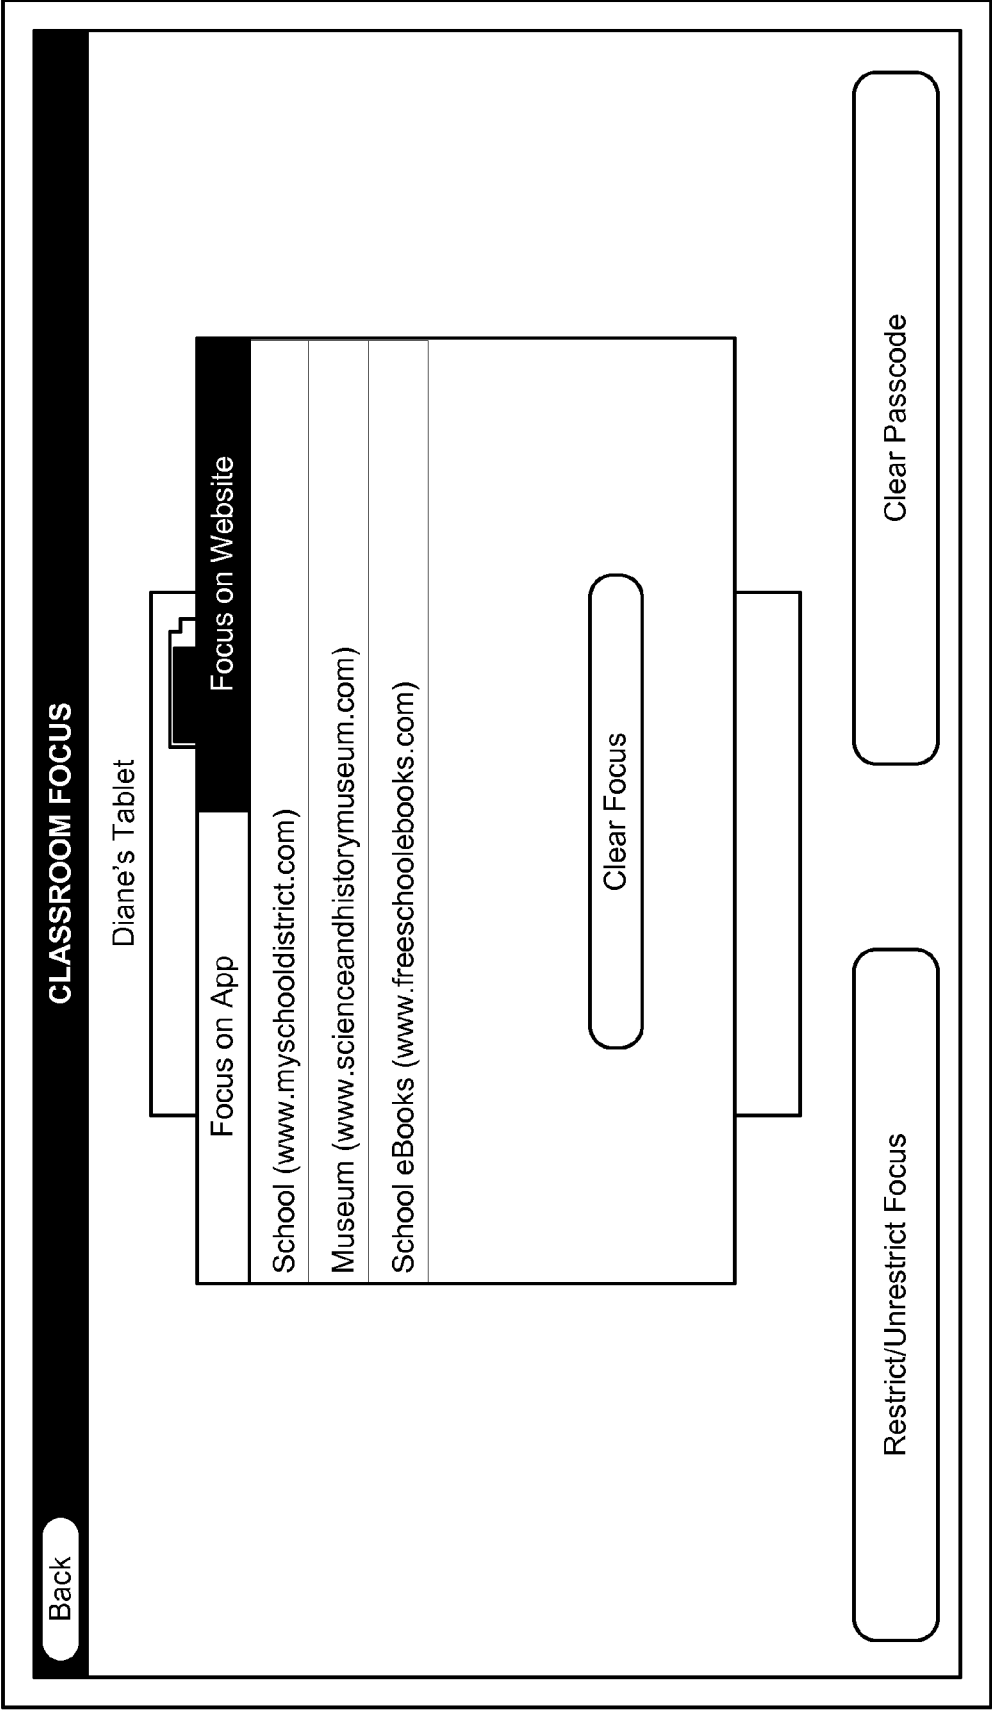 Back
CLASSROOM FOCUS
Diane's Tablet
Focus on App
Focus on Website
School (www.myschooldistrict.com)
Museum (www.scienceandhistorymuseum.com)
School eBooks (www.freeschoolebooks.com)
Clear Focus
Restrict/Unrestrict Focus
Clear Passcode